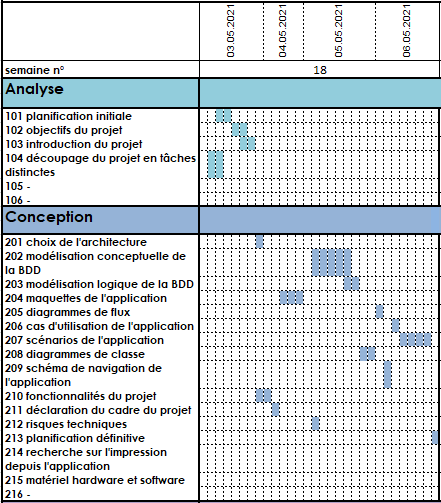 03.05.2021
04.05.2021
05.05.2021
06.05.2021
semaine n°
18
Analyse
101 planification initiale
102 objectifs du projet
103 introduction du projet
104 découpage du projet en tâches
distinctes
105 -
106 -
Conception
201 choix de l'architecture
202 modélisation conceptuelle de
la BDD
203 modélisation logique de la BDD
204 maquettes de l'application
205 diagrammes de flux
206 cas d'utilisation de l'application
207 scénarios de l'application
208 diagrammes de classe
209 schéma de navigation de
l'application
210 fonctionnalités du projet
211 déclaration du cadre du projet
212 risques techniques
213 planification définitive
214 recherche sur l'impression
depuis l'application
215 matériel hardware et software
216 -